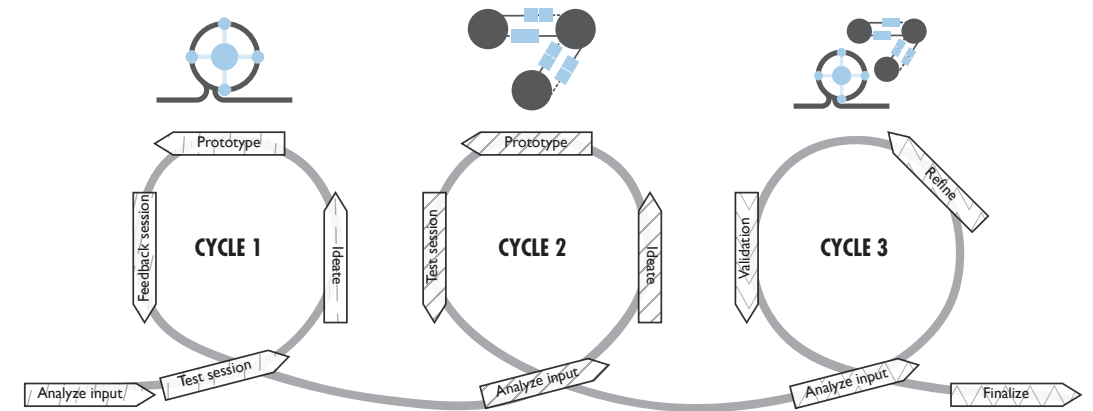 Prototype
Feedback session
CYCLE 1
Ideate
Analyze input
Test session
Prototype
Test session
CYCLE 2
Ideate
Analyze input
Refine
Validation
CYCLE 3
Analyze input
Finalize